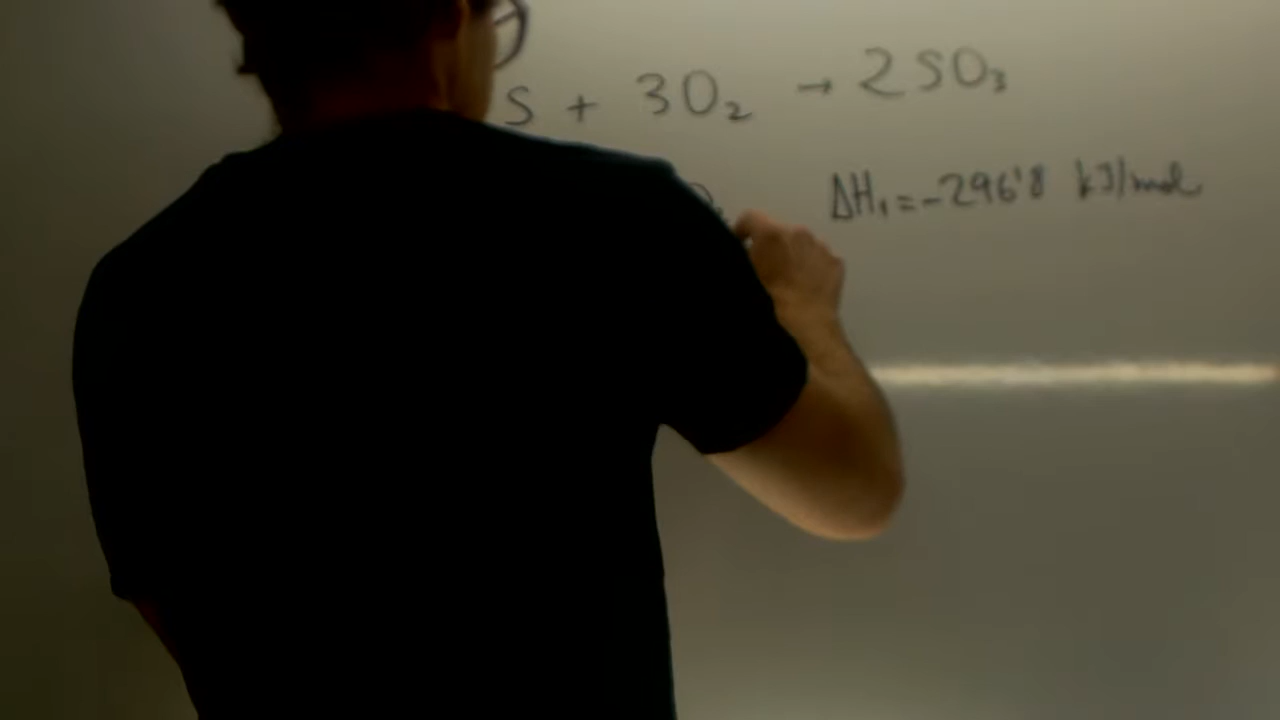 S + 3O₂ → 2SO₃
ΔH₁ = -296'8 kJ/mol